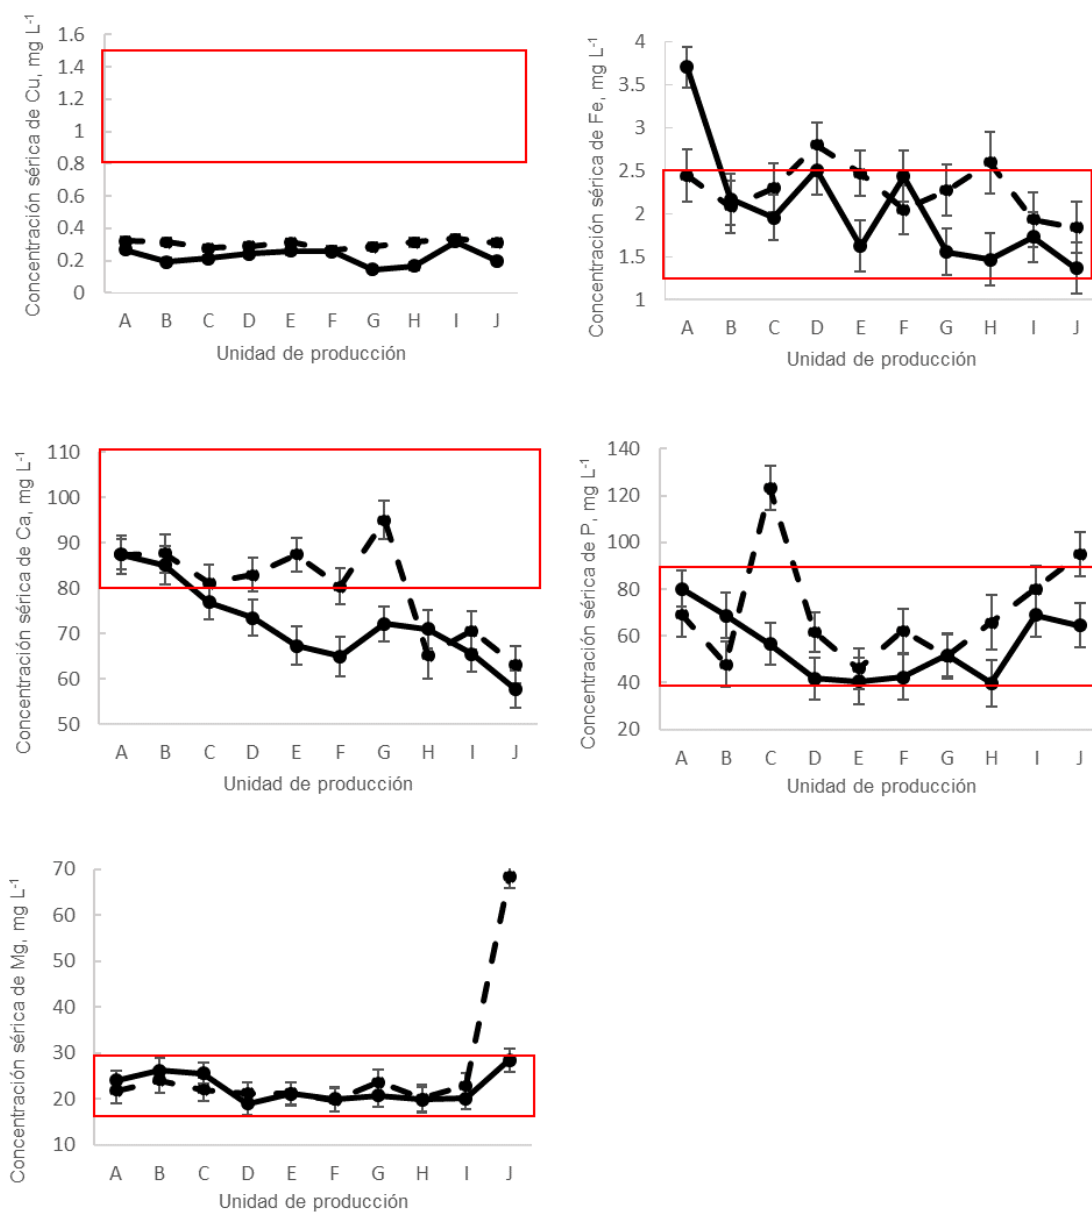 Concentración sérica de Cu, mg L-1
1.6
1.4
1.2
1
0.8
0.6
0.4
0.2
0
A B C D E F G H I J
Unidad de producción
Concentración sérica de Fe, mg L-1
4
3.5
3
2.5
2
1.5
1
A B C D E F G H I J
Unidad de producción
Concentración sérica de Ca, mg L-1
110
100
90
80
70
60
50
A B C D E F G H I J
Unidad de producción
Concentración sérica de P, mg L-1
140
120
100
80
60
40
20
A B C D E F G H I J
Unidad de producción
Concentración sérica de Mg, mg L-1
70
60
50
40
30
20
10
A B C D E F G H I J
Unidad de producción